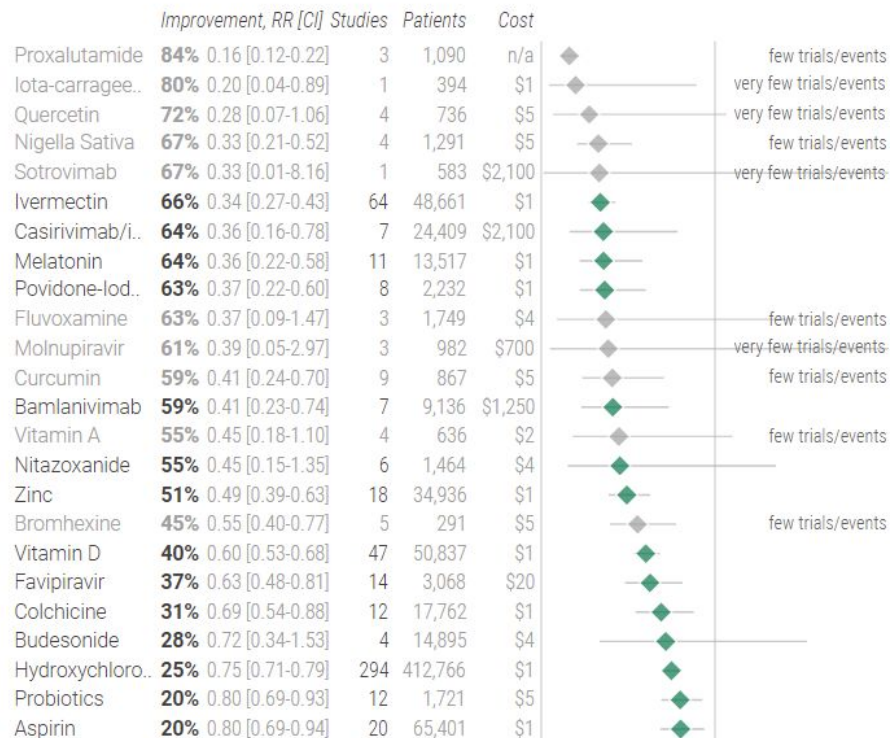 Improvement, RR [CI] Studies Patients Cost
Proxalutamide 84% 0.16 [0.12-0.22] 3 1,090 n/a few trials/events
Iota-carragee.. 80% 0.20 [0.04-0.89] 1 394 $1 very few trials/events
Quercetin 72% 0.28 [0.07-1.06] 4 736 $5 very few trials/events
Nigella Sativa 67% 0.33 [0.21-0.52] 4 1,291 $5 few trials/events
Sotrovimab 67% 0.33 [0.01-8.16] 1 583 $2,100 very few trials/events
Ivermectin 66% 0.34 [0.27-0.43] 64 48,661 $1
Casirivimab/i.. 64% 0.36 [0.16-0.78] 7 24,409 $2,100
Melatonin 64% 0.36 [0.22-0.58] 11 13,517 $1
Povidone-Iod.. 63% 0.37 [0.22-0.60] 8 2,232 $1
Fluvoxamine 63% 0.37 [0.09-1.47] 3 1,749 $4 few trials/events
Molnupiravir 61% 0.39 [0.05-2.97] 3 982 $700 very few trials/events
Curcumin 59% 0.41 [0.24-0.70] 9 867 $5 few trials/events
Bamlanivimab 59% 0.41 [0.23-0.74] 7 9,136 $1,250
Vitamin A 55% 0.45 [0.18-1.10] 4 636 $2 few trials/events
Nitazoxanide 55% 0.45 [0.15-1.35] 6 1,464 $4
Zinc 51% 0.49 [0.39-0.63] 18 34,936 $1
Bromhexine 45% 0.55 [0.40-0.77] 5 291 $5 few trials/events
Vitamin D 40% 0.60 [0.53-0.68] 47 50,837 $1
Favipiravir 37% 0.63 [0.48-0.81] 14 3,068 $20
Colchicine 31% 0.69 [0.54-0.88] 12 17,762 $1
Budesonide 28% 0.72 [0.34-1.53] 4 14,895 $4
Hydroxychloro.. 25% 0.75 [0.71-0.79] 294 412,766 $1
Probiotics 20% 0.80 [0.69-0.93] 12 1,721 $5
Aspirin 20% 0.80 [0.69-0.94] 20 65,401 $1